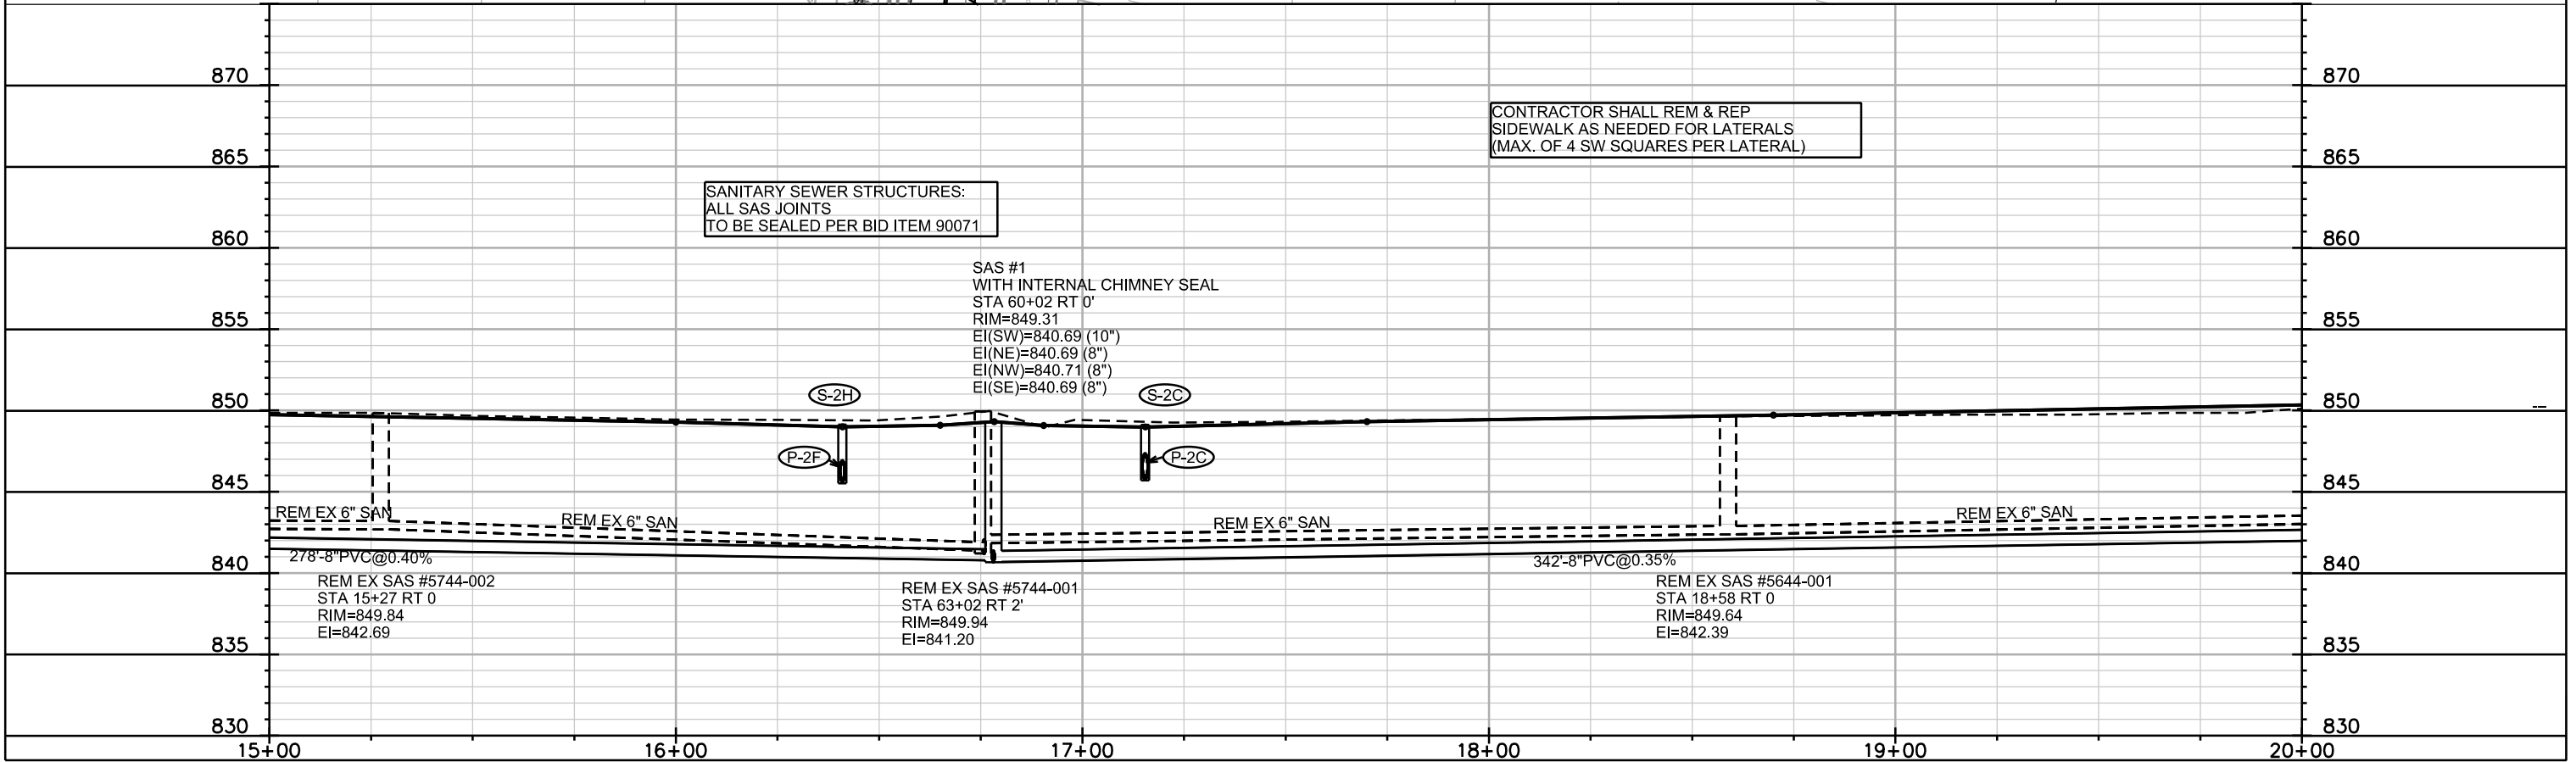 870 870
CONTRACTOR SHALL REM & REP
SIDEWALK AS NEEDED FOR LATERALS
(MAX. OF 4 SW SQUARES PER LATERAL)
865 865
SANITARY SEWER STRUCTURES:
ALL SAS JOINTS
TO BE SEALED PER BID ITEM 90071
860 860
SAS #1
WITH INTERNAL CHIMNEY SEAL
STA 60+02 RT 0'
RIM=849.31
EI(SW)=840.69 (10")
EI(NE)=840.69 (8")
EI(NW)=840.71 (8")
EI(SE)=840.69 (8")
855 855
S-2H
S-2C
850 850
P-2F
P-2C
845 845
REM EX 6" SAN
REM EX 6" SAN
REM EX 6" SAN
REM EX 6" SAN
278'-8"PVC@0.40%
342'-8"PVC@0.35%
840 840
REM EX SAS #5744-002
STA 15+27 RT 0
RIM=849.84
EI=842.69
REM EX SAS #5744-001
STA 63+02 RT 2'
RIM=849.94
EI=841.20
REM EX SAS #5644-001
STA 18+58 RT 0
RIM=849.64
EI=842.39
835 835
830 830
15+00 16+00 17+00 18+00 19+00 20+00